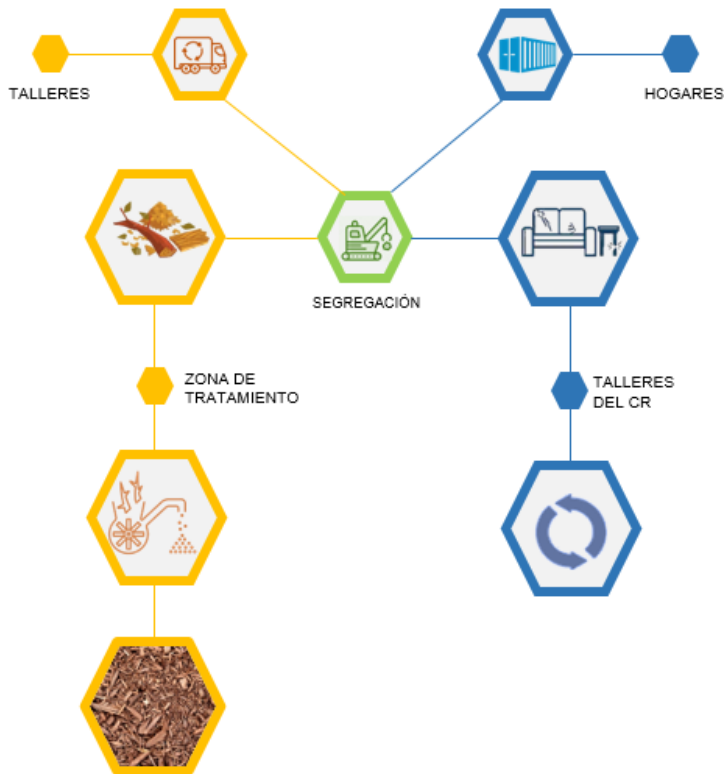 TALLERES
HOGARES
SEGREGACIÓN
ZONA DE
TRATAMIENTO
TALLERES
DEL CR